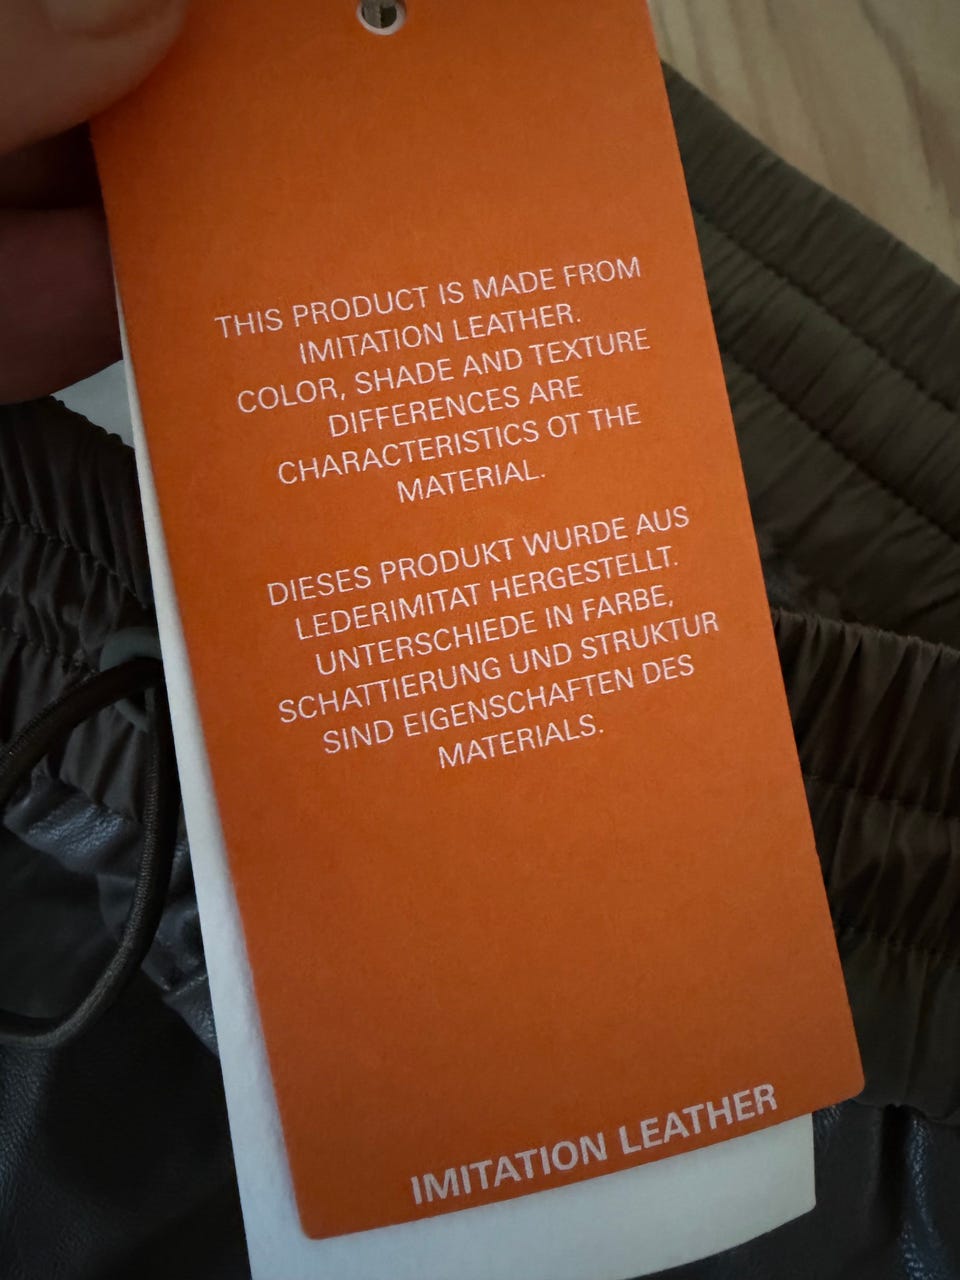 THIS PRODUCT IS MADE FROM
IMITATION LEATHER.
COLOR, SHADE AND TEXTURE
DIFFERENCES ARE
CHARACTERISTICS OT THE
MATERIAL.
DIESES PRODUKT WURDE AUS
LEDERIMITAT HERGESTELLT.
UNTERSCHIEDE IN FARBE,
SCHATTIERUNG UND STRUKTUR
SIND EIGENSCHAFTEN DES
MATERIALS.
IMITATION LEATHER